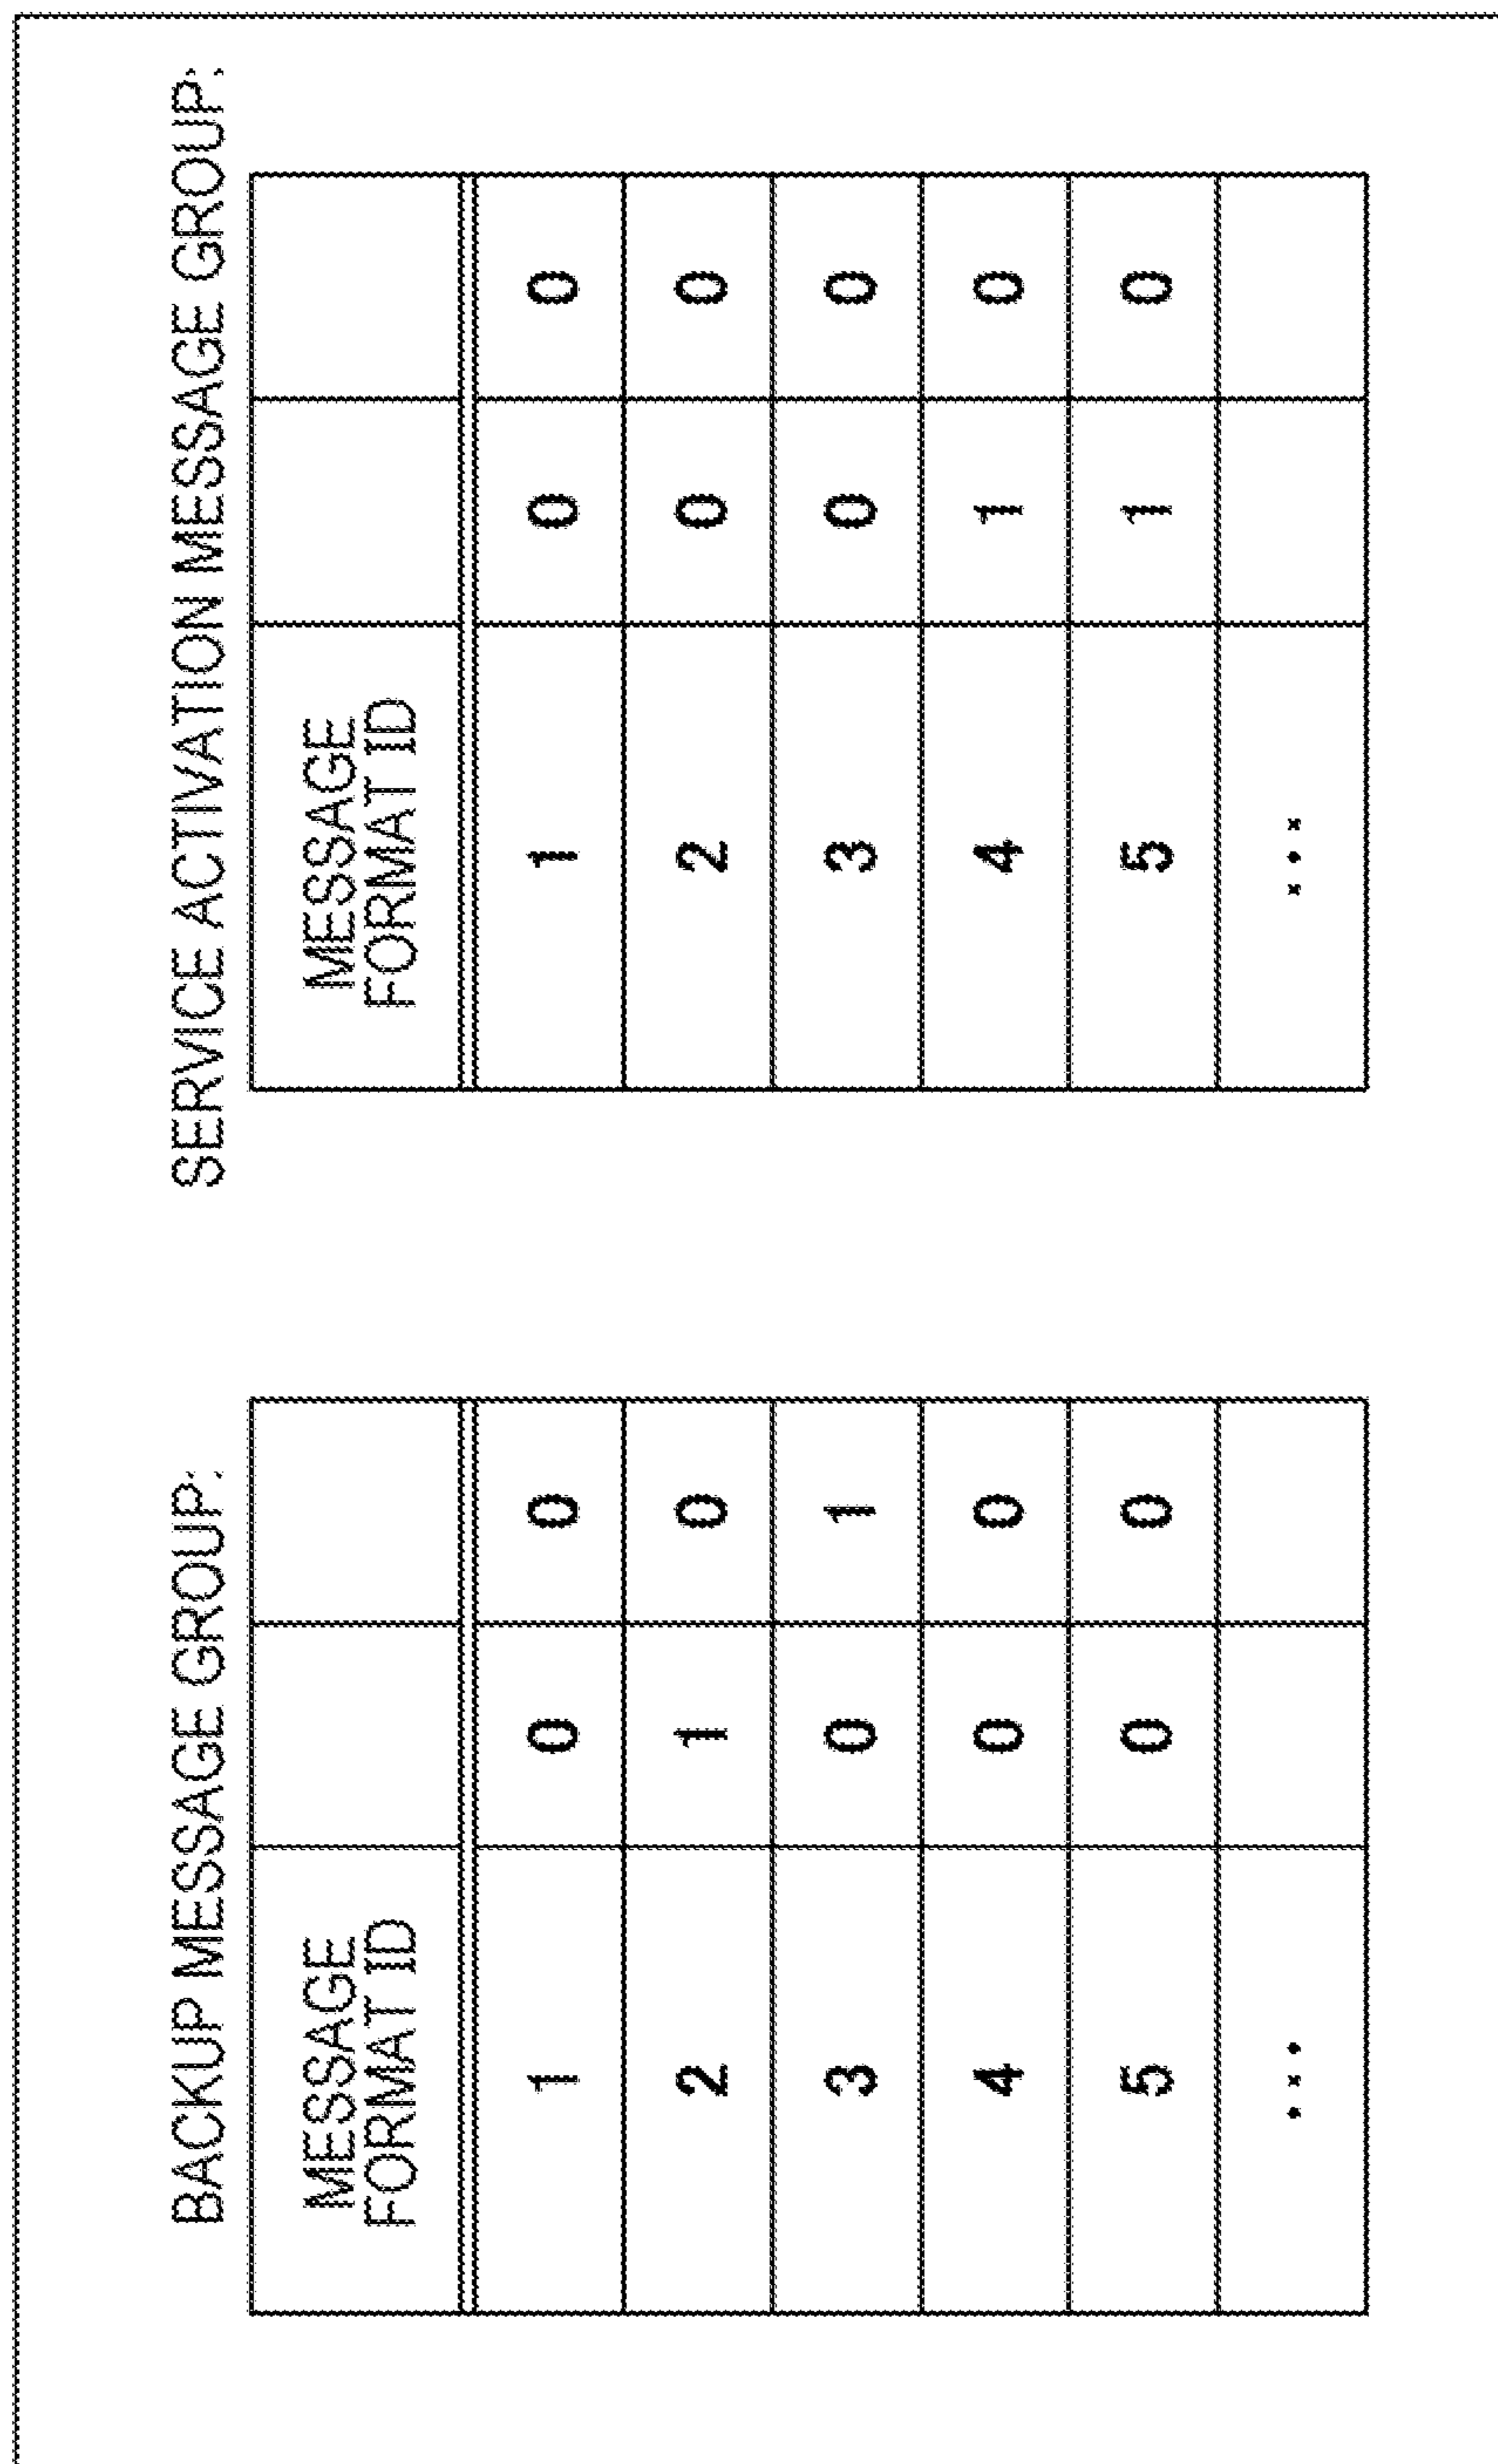 BACKUP MESSAGE GROUP:
MESSAGE
FORMAT ID
1 0 0
2 1 0
3 0 1
4 0 0
5 0 0
...
SERVICE ACTIVATION MESSAGE GROUP:
MESSAGE
FORMAT ID
1 0 0
2 0 0
3 0 0
4 1 0
5 1 0
...